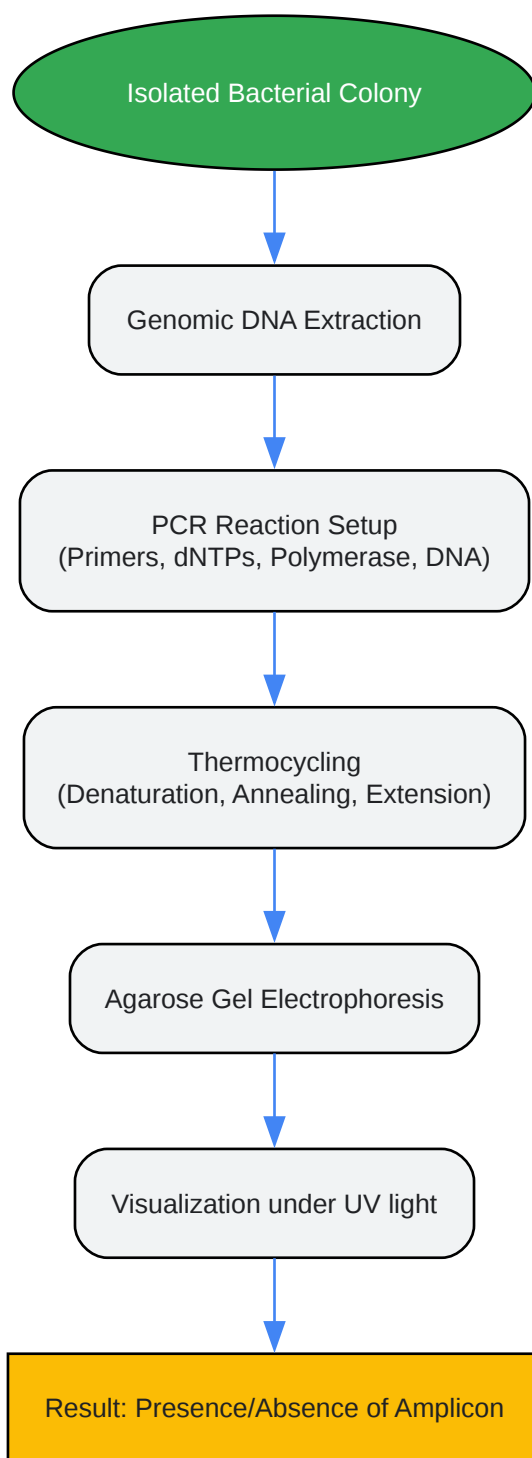 Isolated Bacterial Colony
Genomic DNA Extraction
PCR Reaction Setup
(Primers, dNTPs, Polymerase, DNA)
Thermocycling
(Denaturation, Annealing, Extension)
Agarose Gel Electrophoresis
Visualization under UV light
Result: Presence/Absence of Amplicon